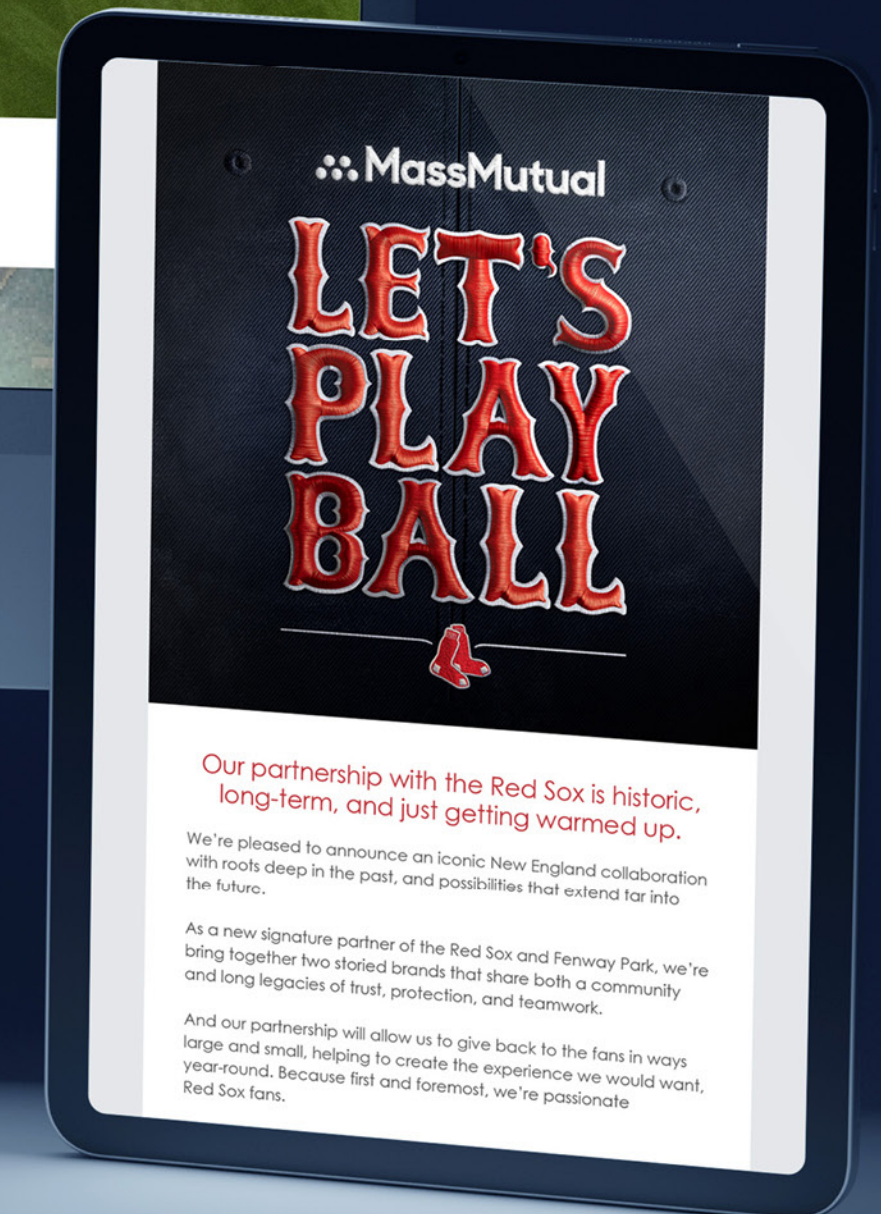 MassMutual
LET'S
PLAY
BALL
Our partnership with the Red Sox is historic,
long-term, and just getting warmed up.
We're pleased to announce an iconic New England collaboration
with roots deep in the past, and possibilities that extend far into
the future.
As a new signature partner of the Red Sox and Fenway Park, we're
bring together two storied brands that share both a community
and long legacies of trust, protection, and teamwork.
And our partnership will allow us to give back to the fans in ways
large and small, helping to create the experience we would want,
year-round. Because first and foremost, we're passionate
Red Sox fans.